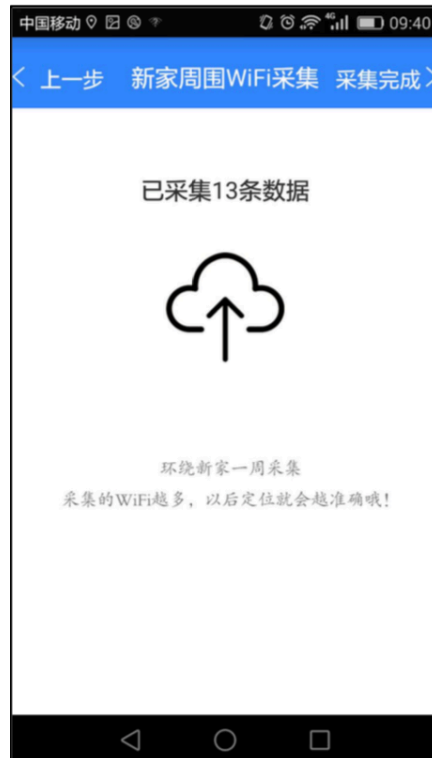 中国移动 4G 09:40
上一步 新家周围WiFi采集 采集完成
已采集13条数据
环绕新家一周采集
采集的WiFi越多，以后定位就会越准确哦！